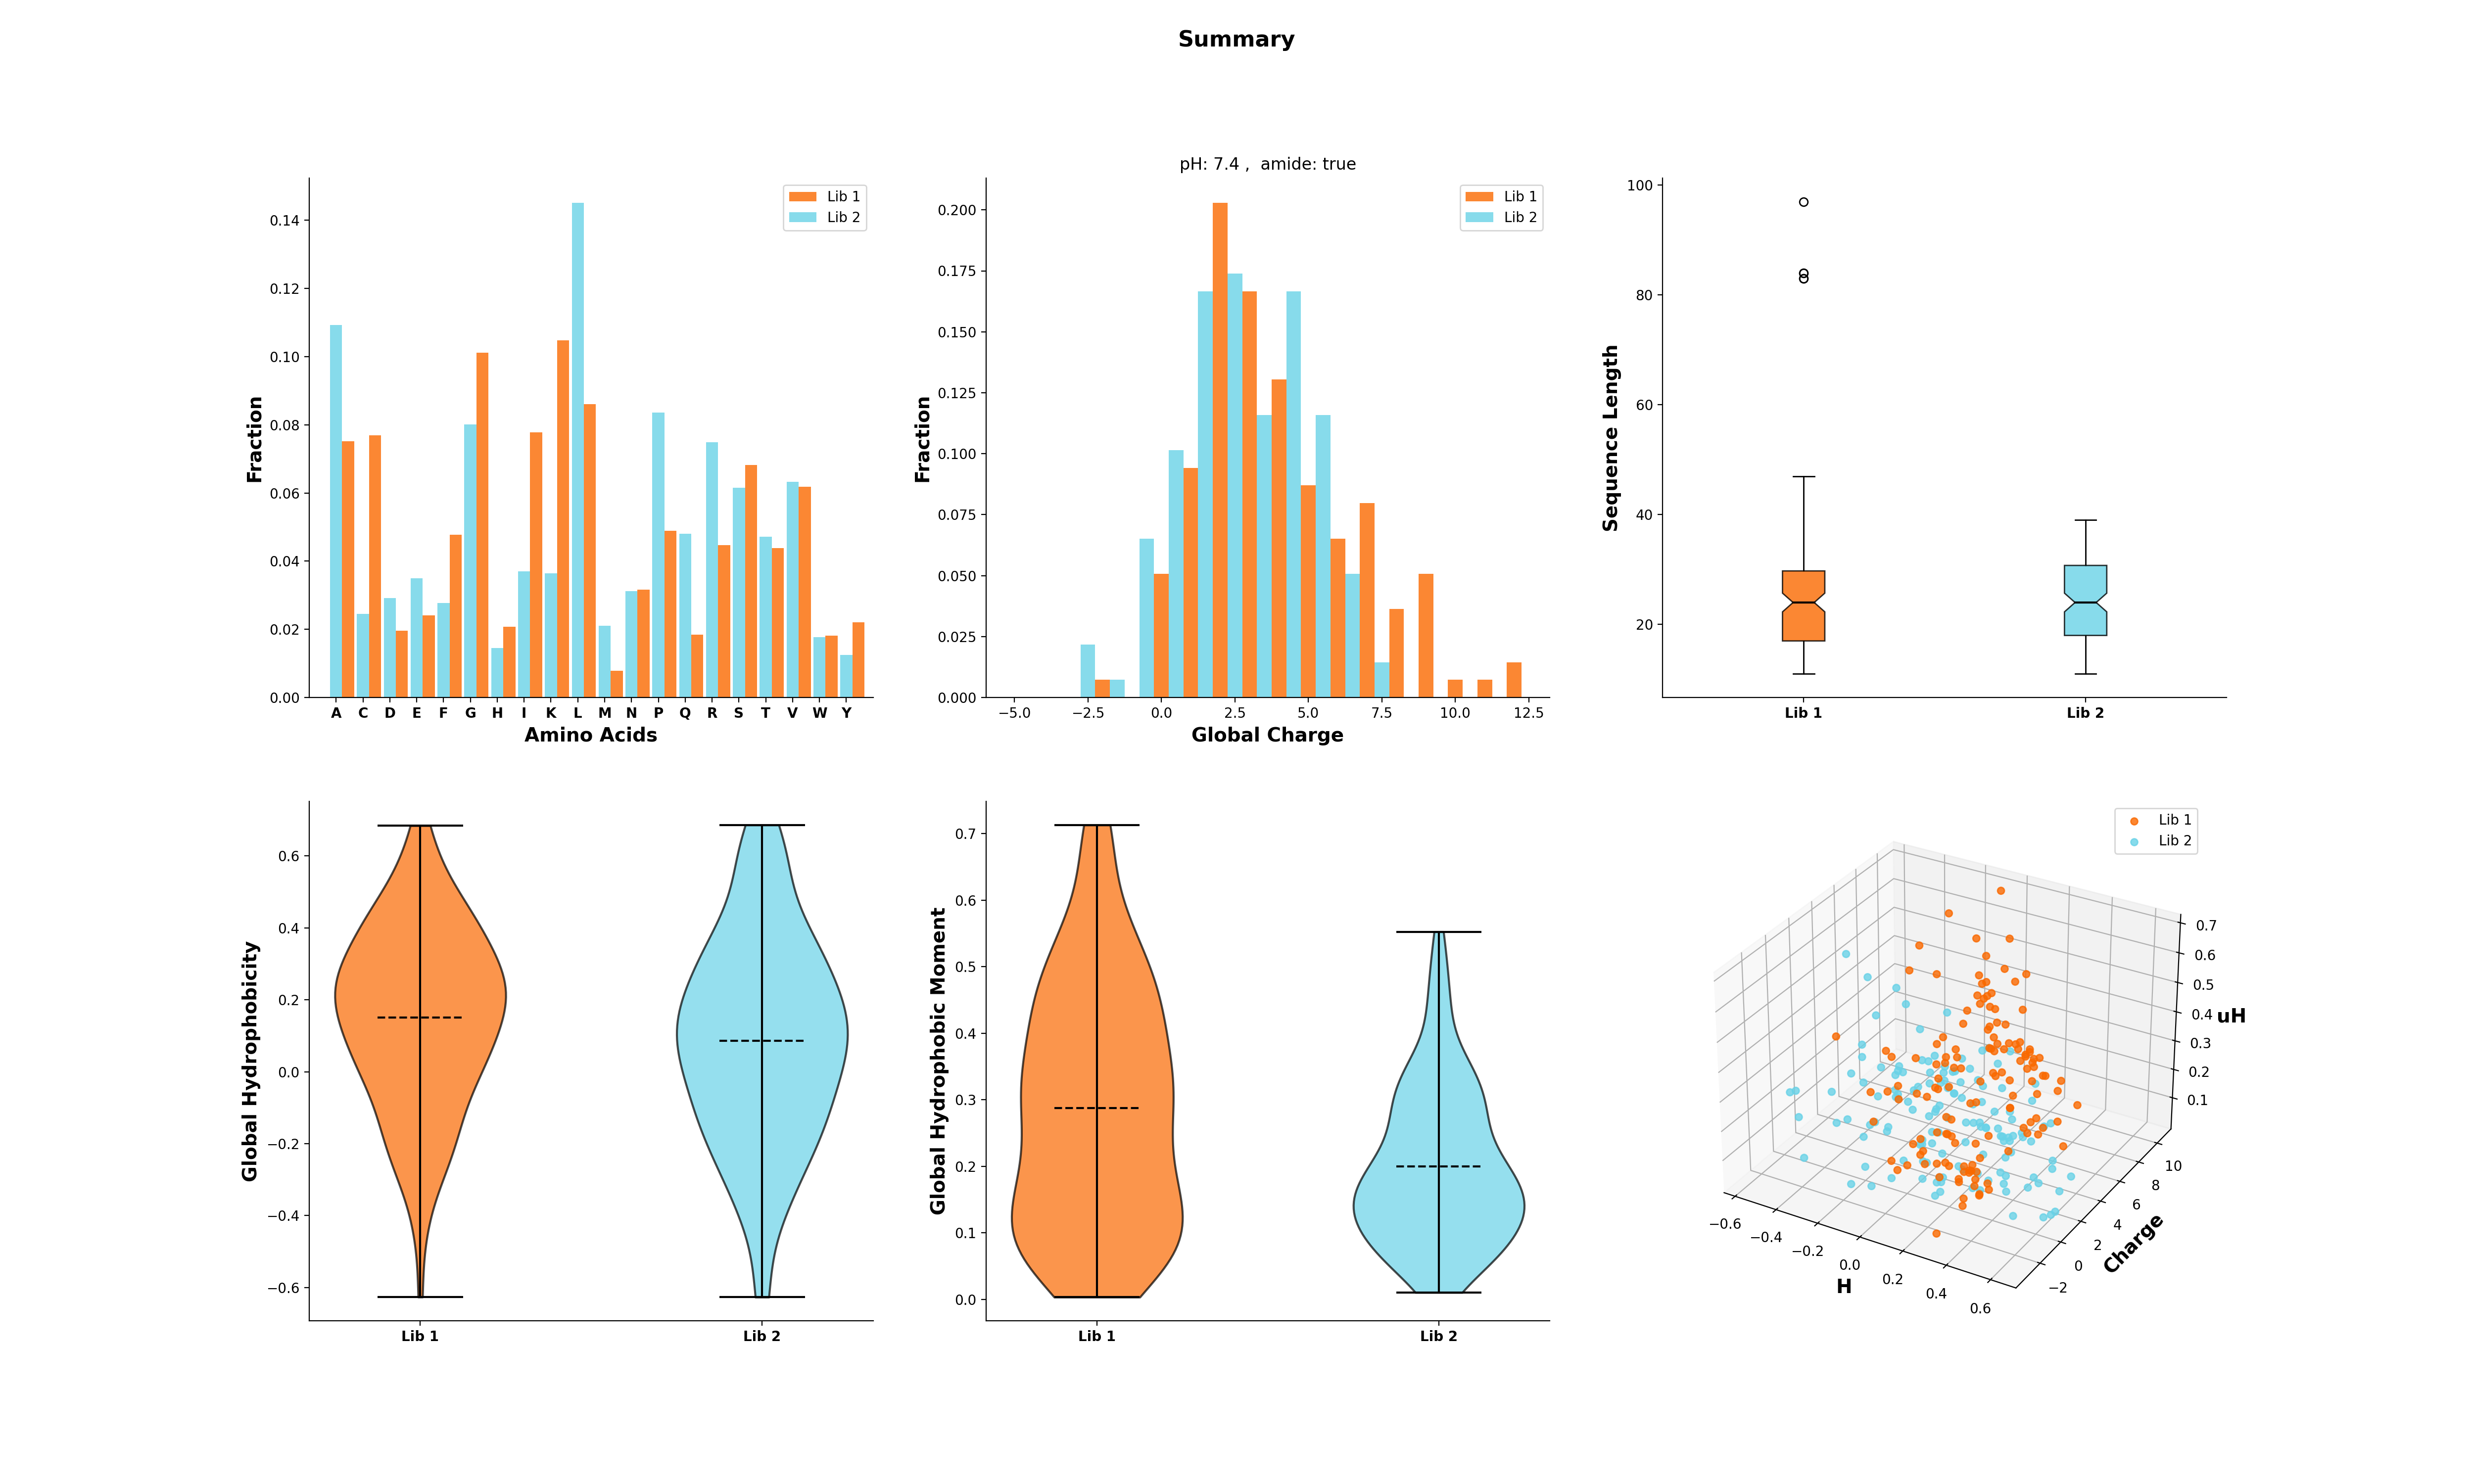 Summary
Fraction
0.14
0.12
0.10
0.08
0.06
0.04
0.02
0.00
Lib 1
Lib 2
A C D E F G H I K L M N P Q R S T V W Y
Amino Acids
pH: 7.4 ,  amide: true
Fraction
0.200
0.175
0.150
0.125
0.100
0.075
0.050
0.025
0.000
Lib 1
Lib 2
−5.0 −2.5 0.0 2.5 5.0 7.5 10.0 12.5
Global Charge
Sequence Length
100
80
60
40
20
Lib 1 Lib 2
Global Hydrophobicity
0.6
0.4
0.2
0.0
−0.2
−0.4
−0.6
Lib 1 Lib 2
Global Hydrophobic Moment
0.7
0.6
0.5
0.4
0.3
0.2
0.1
0.0
Lib 1 Lib 2
Lib 1
Lib 2
0.7
0.6
0.5
0.4
0.3
0.2
0.1
uH
10
8
6
4
2
0
−2
Charge
−0.6
−0.4
−0.2
0.0
0.2
0.4
0.6
H